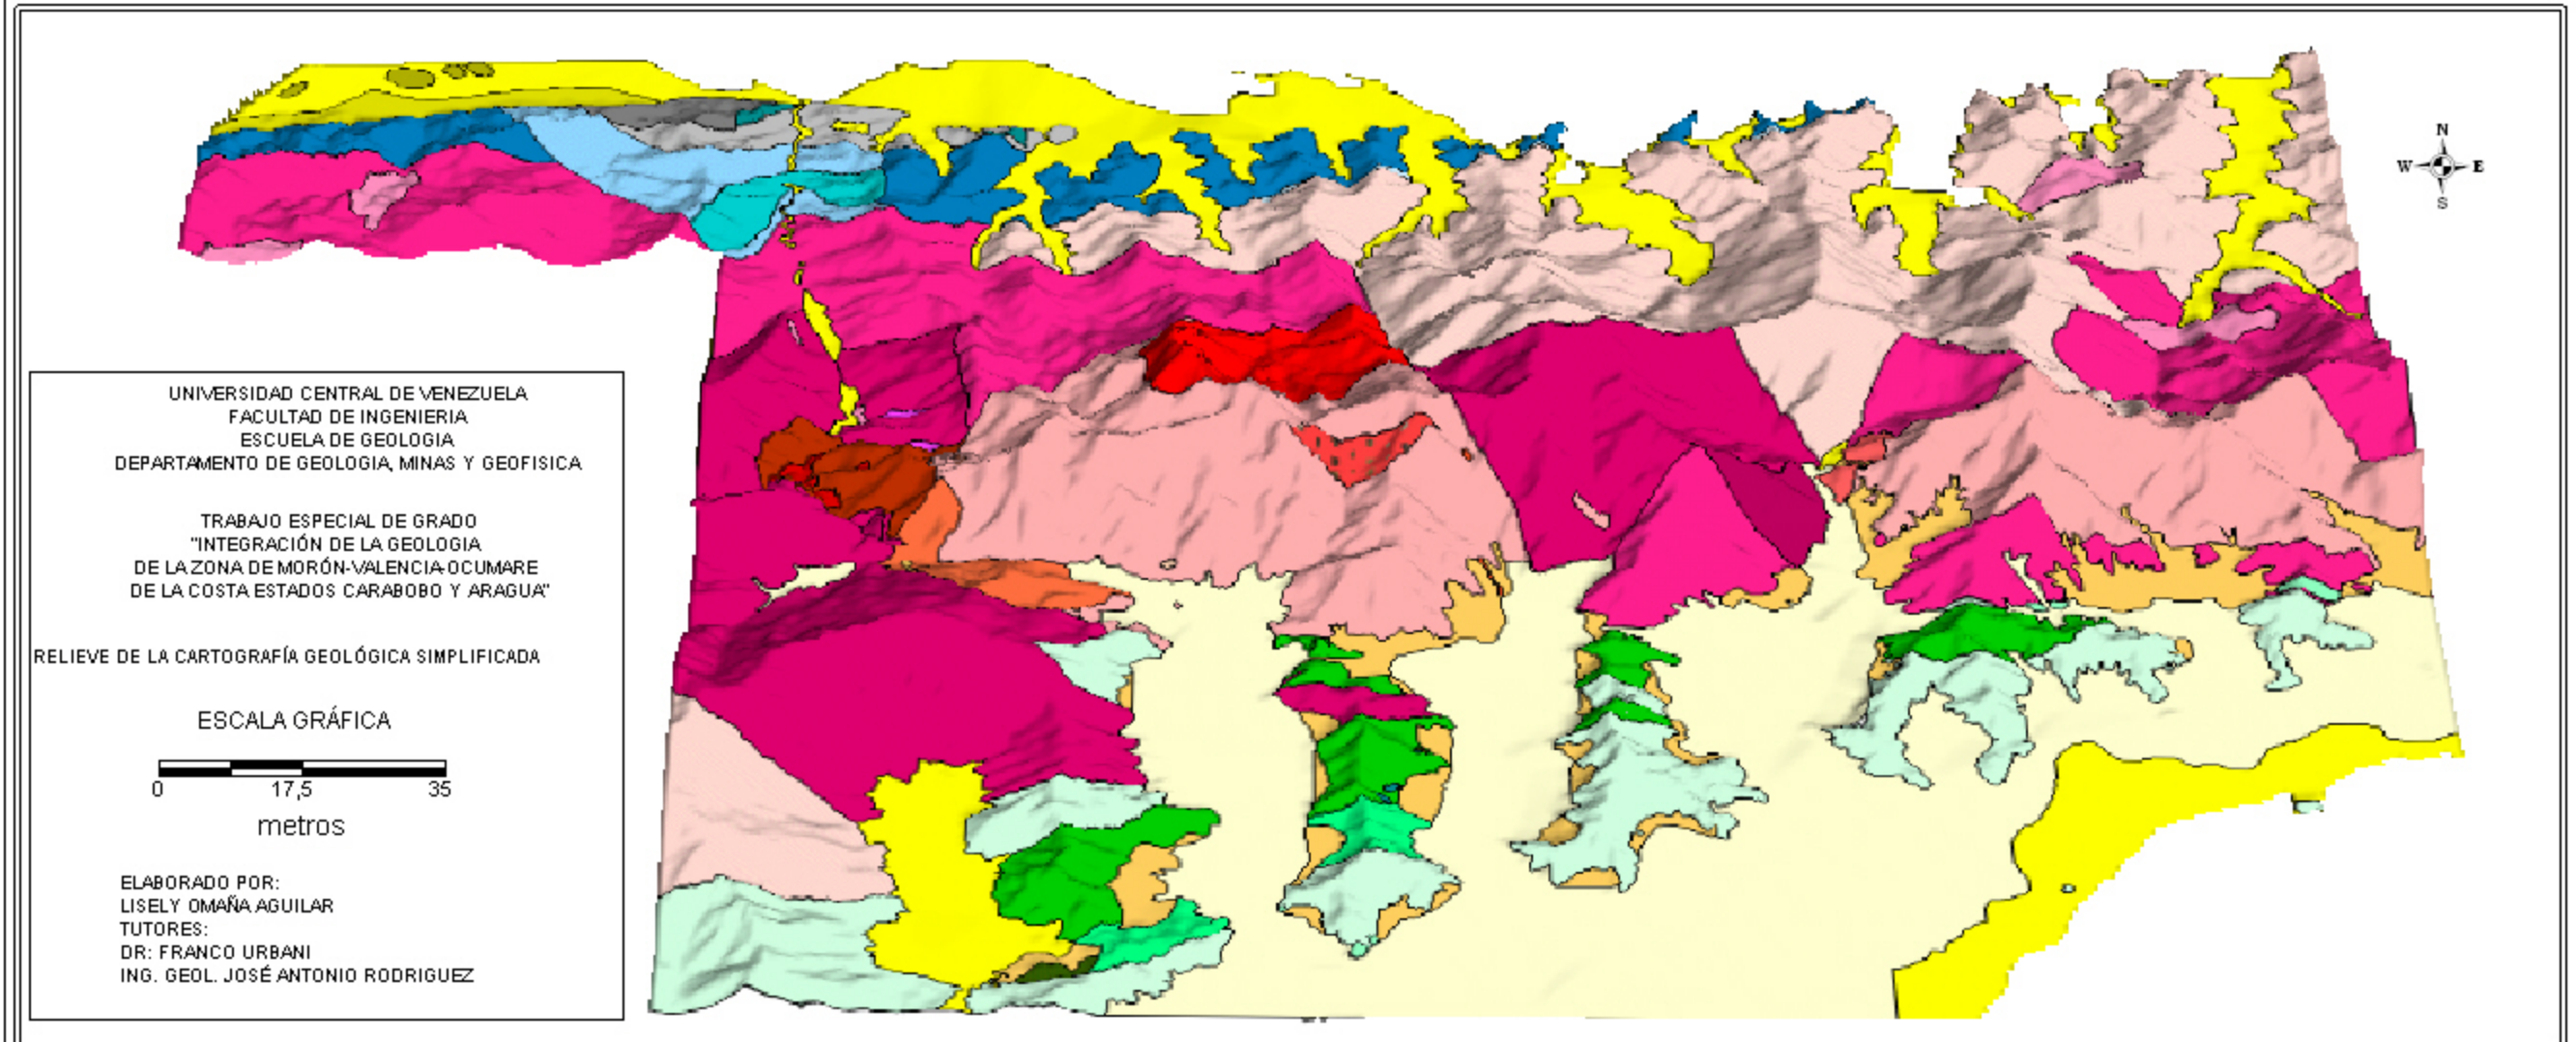 UNIVERSIDAD CENTRAL DE VENEZUELA
FACULTAD DE INGENIERIA
ESCUELA DE GEOLOGIA
DEPARTAMENTO DE GEOLOGIA, MINAS Y GEOFISICA
TRABAJO ESPECIAL DE GRADO
"INTEGRACIÓN DE LA GEOLOGIA
DE LA ZONA DE MORÓN-VALENCIA-OCUMARE
DE LA COSTA ESTADOS CARABOBO Y ARAGUA"
RELIEVE DE LA CARTOGRAFÍA GEOLÓGICA SIMPLIFICADA
ESCALA GRÁFICA
0 17,5 35
metros
ELABORADO POR:
LISELY OMAÑA AGUILAR
TUTORES:
DR: FRANCO URBANI
ING. GEOL. JOSÉ ANTONIO RODRIGUEZ
N
W E
S